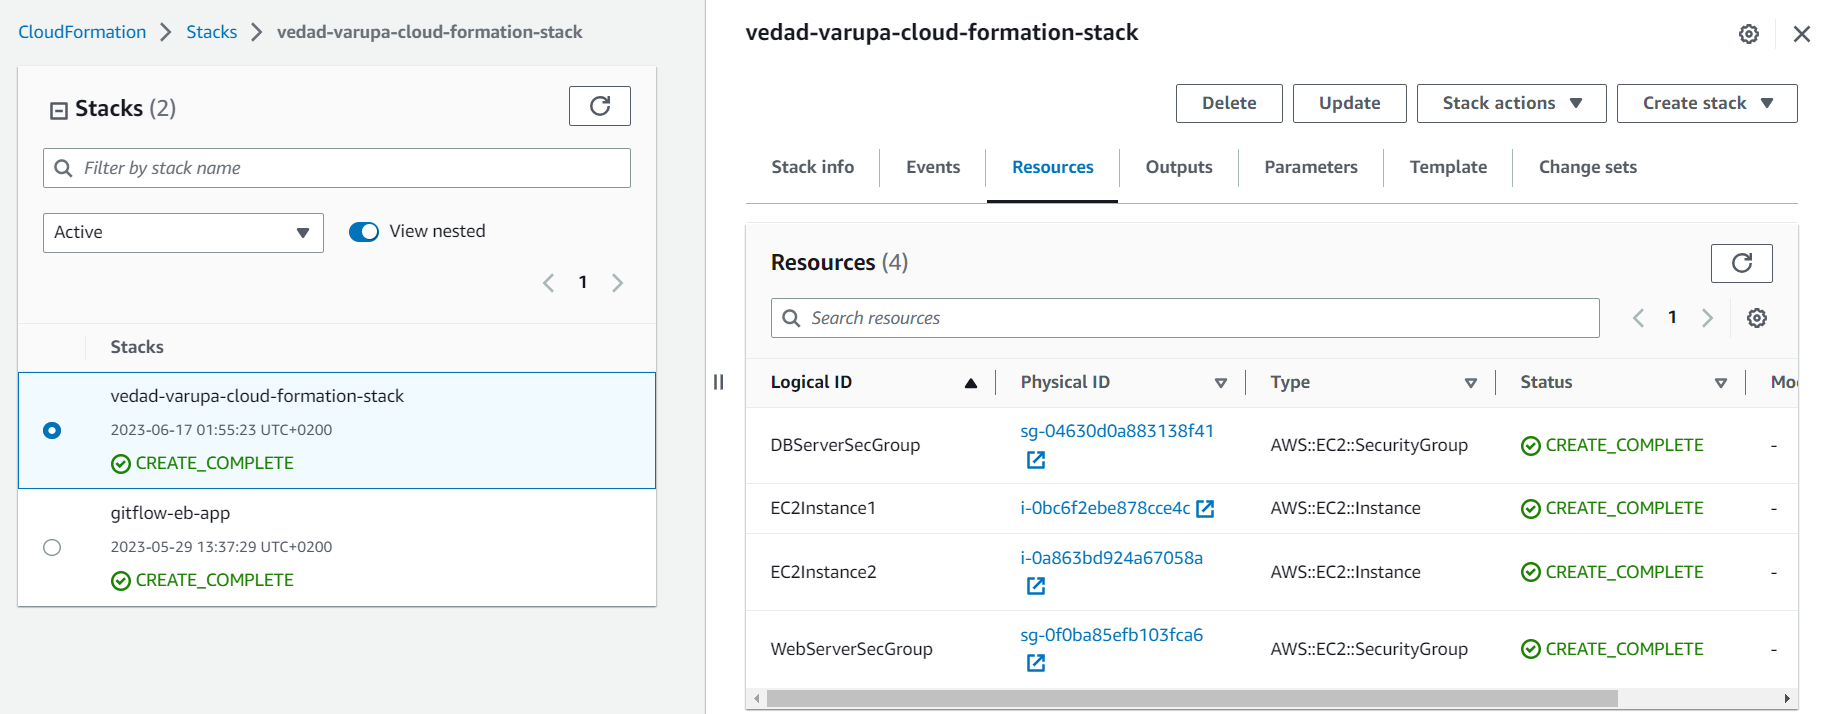 CloudFormation > Stacks > vedad-varupa-cloud-formation-stack
Stacks (2)
Filter by stack name
Active
View nested
1
Stacks
vedad-varupa-cloud-formation-stack
2023-06-17 01:55:23 UTC+0200
CREATE_COMPLETE
gitflow-eb-app
2023-05-29 13:37:29 UTC+0200
CREATE_COMPLETE
vedad-varupa-cloud-formation-stack
Delete Update Stack actions Create stack
Stack info Events Resources Outputs Parameters Template Change sets
Resources (4)
Search resources
1
Logical ID Physical ID Type Status
DBServerSecGroup sg-04630d0a883138f41 AWS::EC2::SecurityGroup CREATE_COMPLETE -
EC2Instance1 i-0bc6f2ebe878cce4c AWS::EC2::Instance CREATE_COMPLETE -
EC2Instance2 i-0a863bd924a67058a AWS::EC2::Instance CREATE_COMPLETE -
WebServerSecGroup sg-0f0ba85efb103fca6 AWS::EC2::SecurityGroup CREATE_COMPLETE -